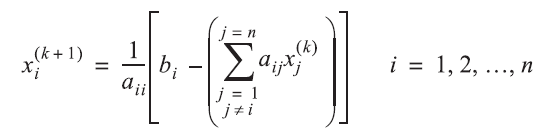 x_i^{(k+1)} = \frac{1}{a_{ii}} \left[ b_i - \left( \sum_{\substack{j=1 \\ j \neq i}}^{j=n} a_{ij} x_j^{(k)} \right) \right] \quad i = 1, 2, ..., n